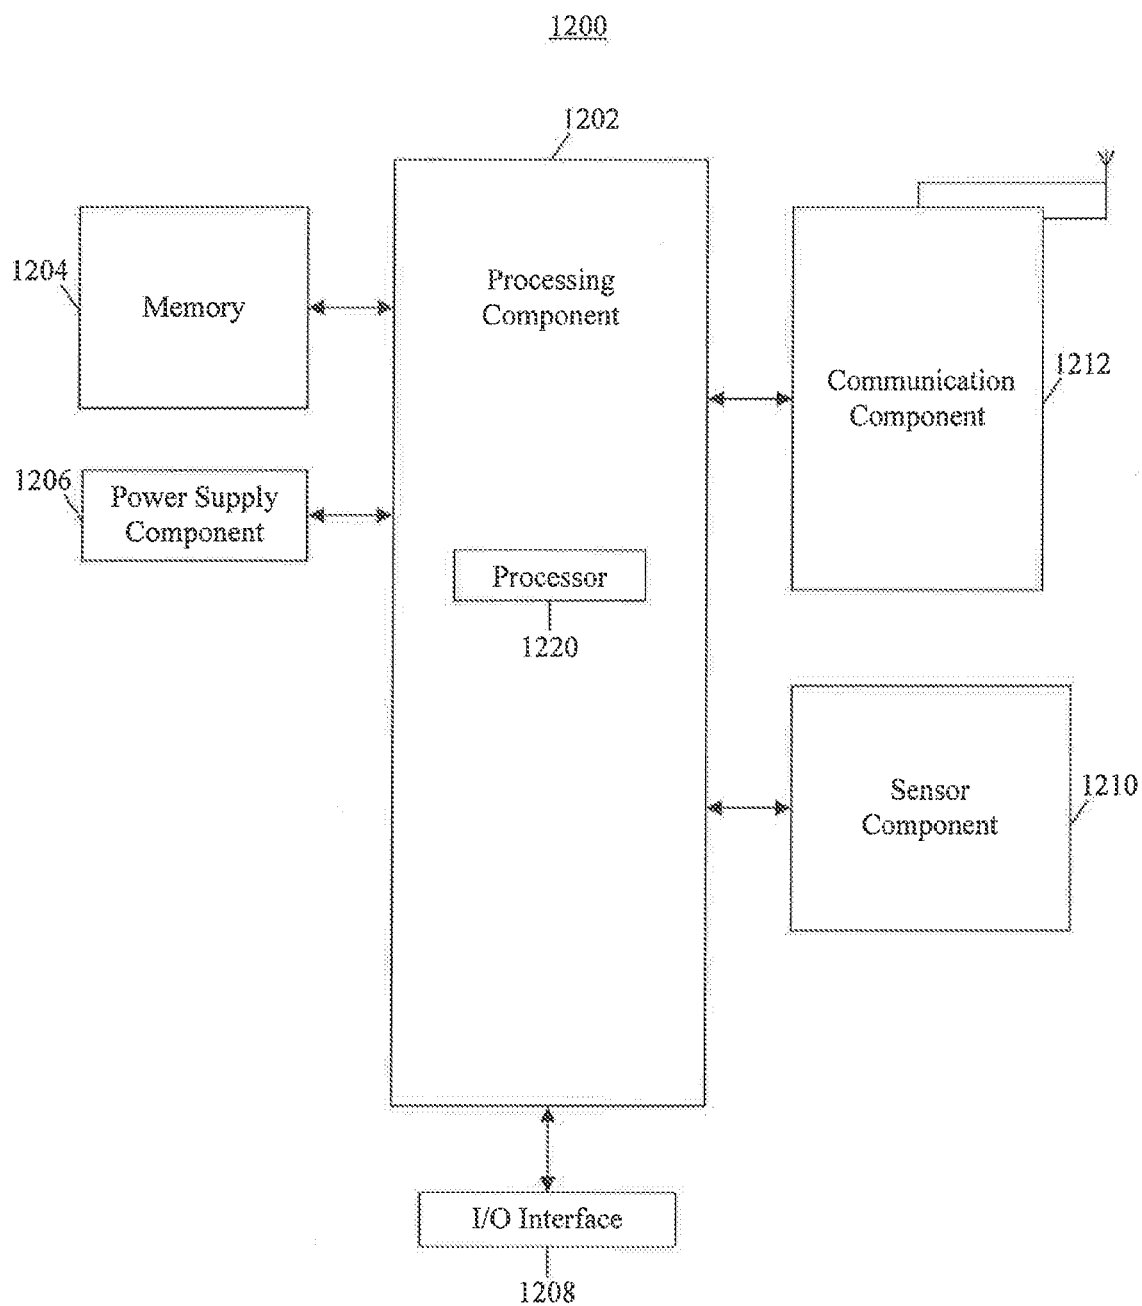 1200
1202
1204
Memory
Processing
Component
1212
Communication
Component
1206
Power Supply
Component
Processor
1220
Sensor
Component
1210
I/O Interface
1208